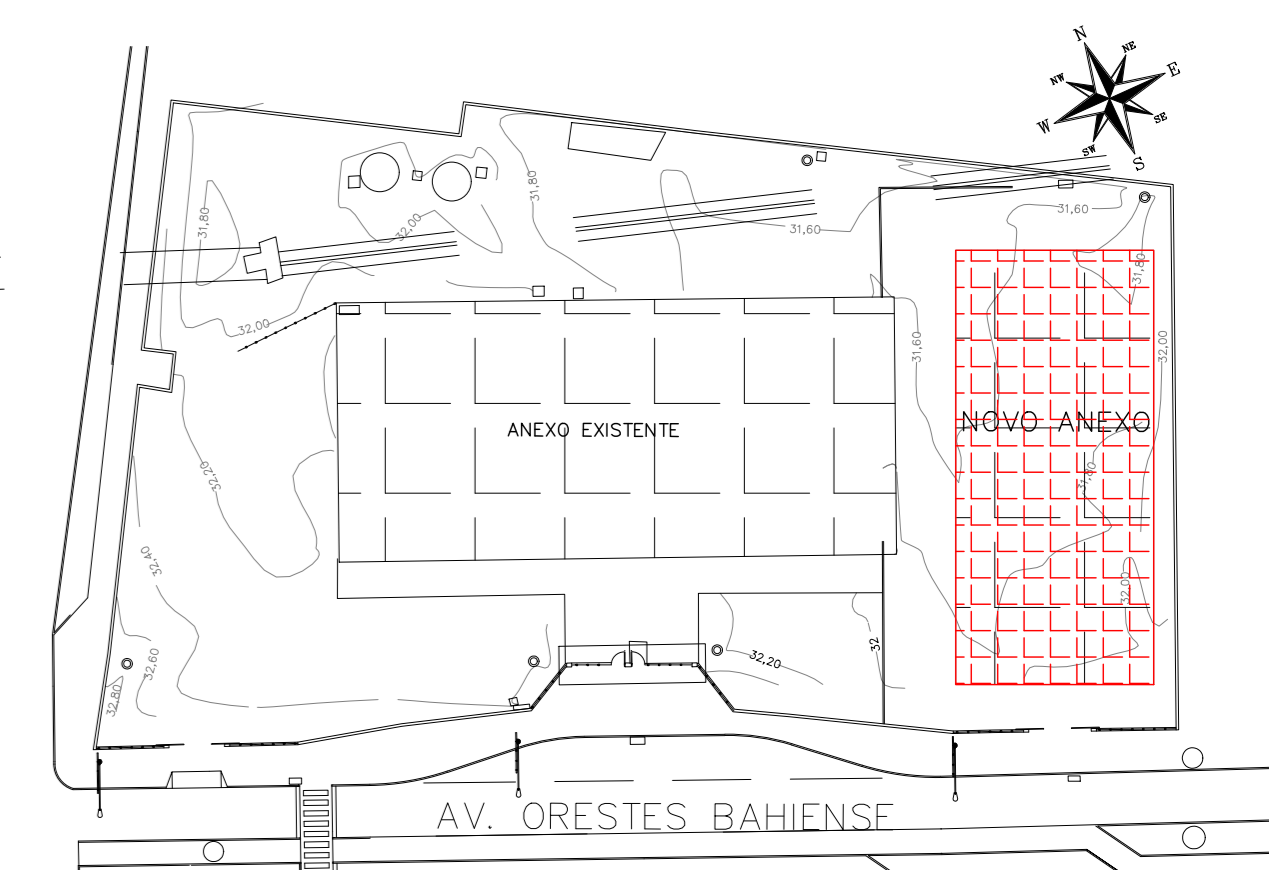 N
NE
E
SE
S
SW
W
NW
31,80
32,00
31,80
31,60
31,60
31,80
32,00
31,60
32,00
ANEXO EXISTENTE
NOVO ANEXO
32,20
31,80
32,40
32,00
32,60
32,80
32,20
32
AV. ORESTES BAHIENSE